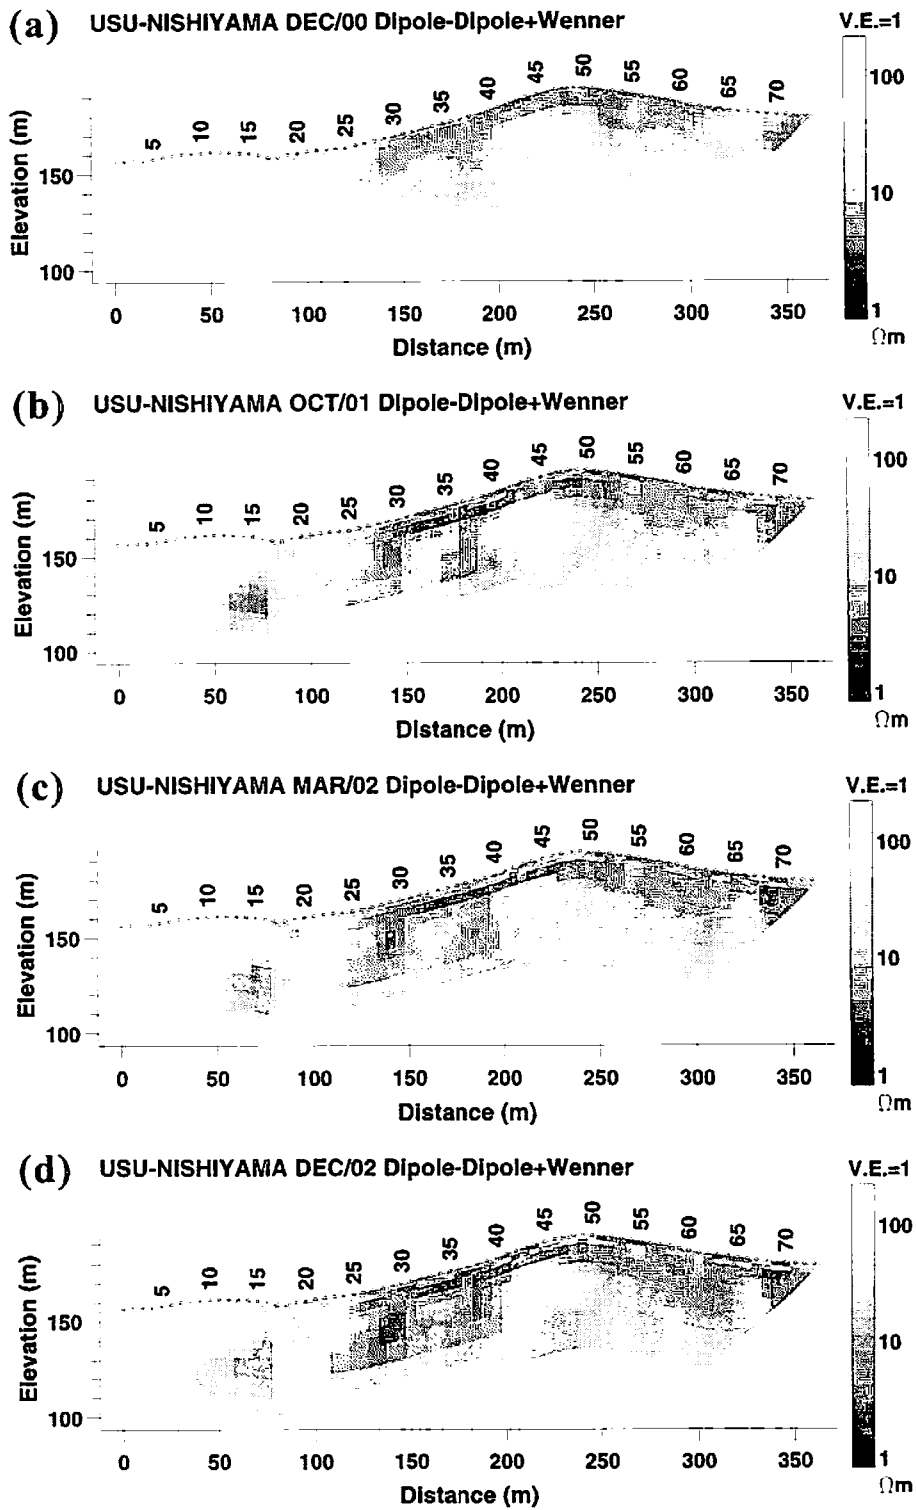 (a) USU-NISHIYAMA DEC/00 Dipole-Dipole+Wenner V.E.=1
5 10 15 20 25 30 35 40 45 50 55 60 65 70
Elevation (m)
150
100
0 50 100 150 200 250 300 350
Distance (m)
100
10
1
Ωm
(b) USU-NISHIYAMA OCT/01 Dipole-Dipole+Wenner V.E.=1
5 10 15 20 25 30 35 40 45 50 55 60 65 70
Elevation (m)
150
100
0 50 100 150 200 250 300 350
Distance (m)
100
10
1
Ωm
(c) USU-NISHIYAMA MAR/02 Dipole-Dipole+Wenner V.E.=1
5 10 15 20 25 30 35 40 45 50 55 60 65 70
Elevation (m)
150
100
0 50 100 150 200 250 300 350
Distance (m)
100
10
1
Ωm
(d) USU-NISHIYAMA DEC/02 Dipole-Dipole+Wenner V.E.=1
5 10 15 20 25 30 35 40 45 50 55 60 65 70
Elevation (m)
150
100
0 50 100 150 200 250 300 350
Distance (m)
100
10
1
Ωm